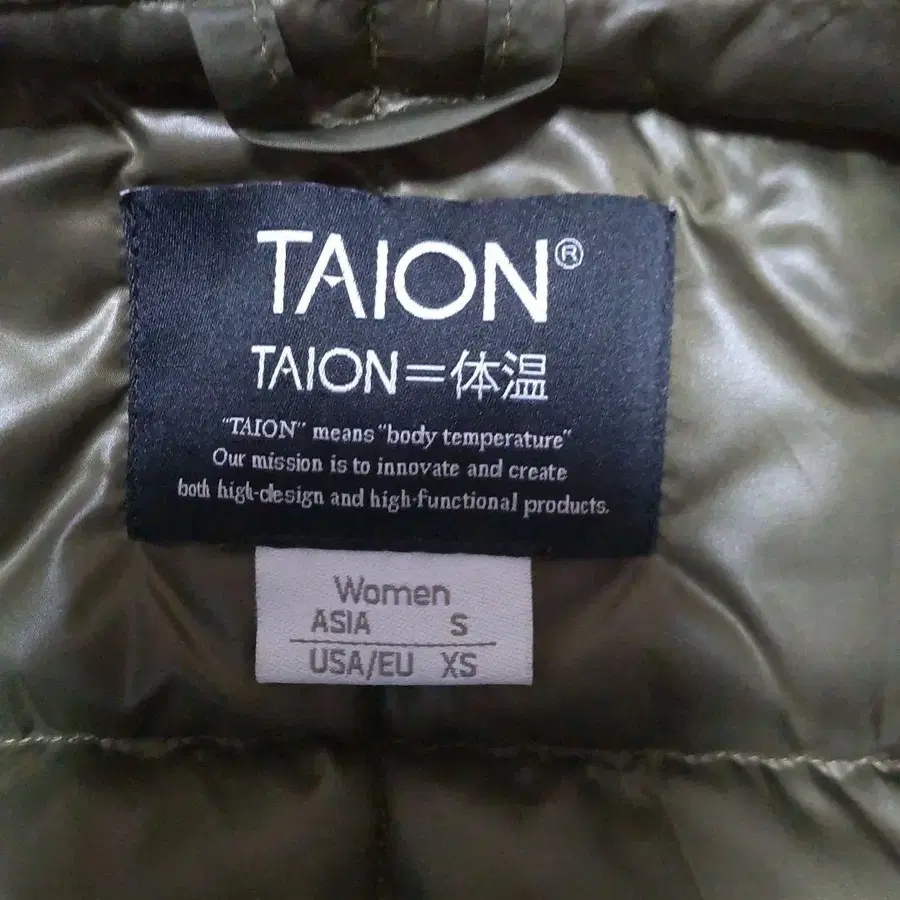 TAION®
TAION=体温
"TAION" means "body temperature"
Our mission is to innovate and create
both high-design and high-functional products.
Women
ASIA S
USA/EU XS